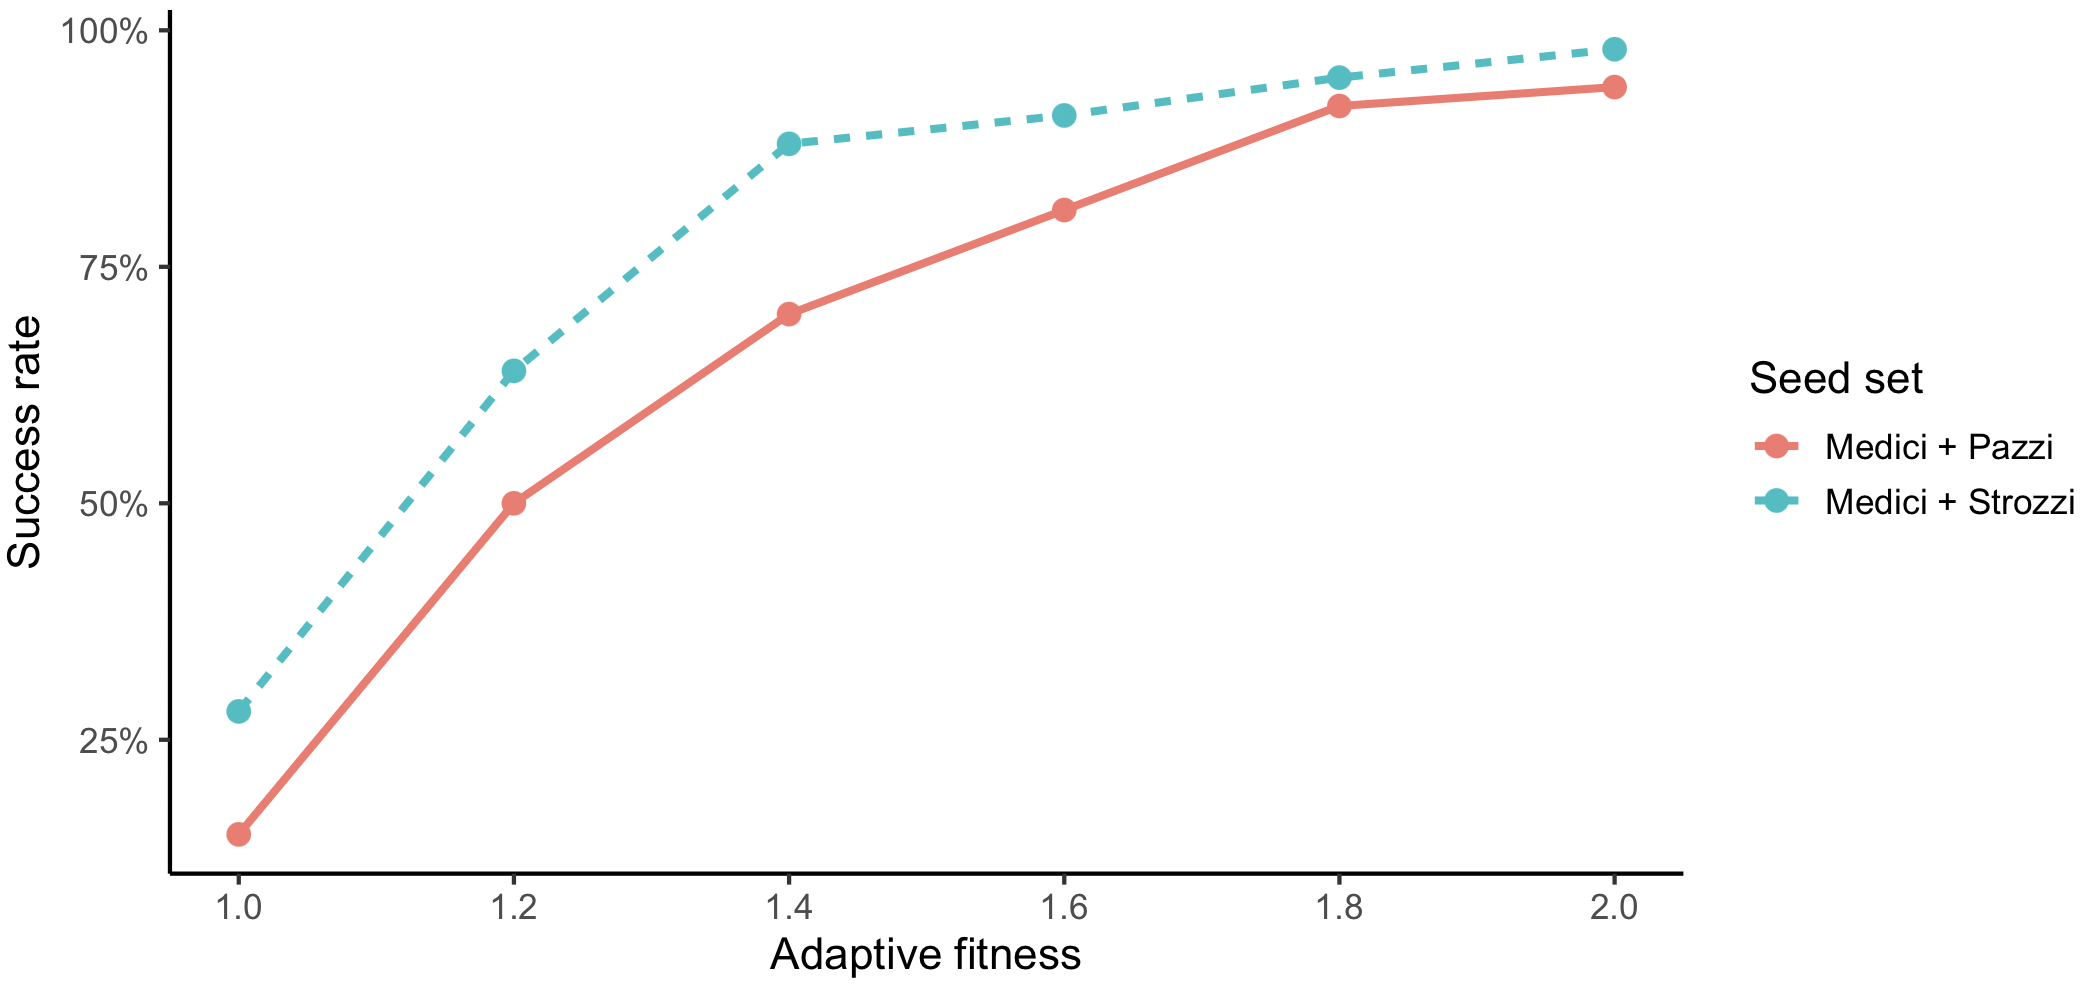 100%
75%
50%
25%
Success rate
1.0 1.2 1.4 1.6 1.8 2.0
Adaptive fitness
Seed set
Medici + Pazzi
Medici + Strozzi